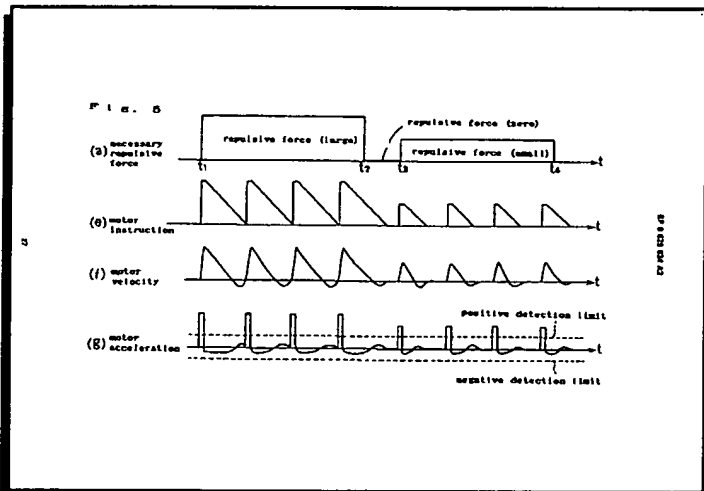 Fig. 8
repulsive force (zero)
repulsive force (large)
(a) necessary repulsive force
repulsive force (small)
t
t1
t2
t3
t4
(e) motor instruction
t
(f) motor velocity
positive detection limit
(g) motor acceleration
t
negative detection limit